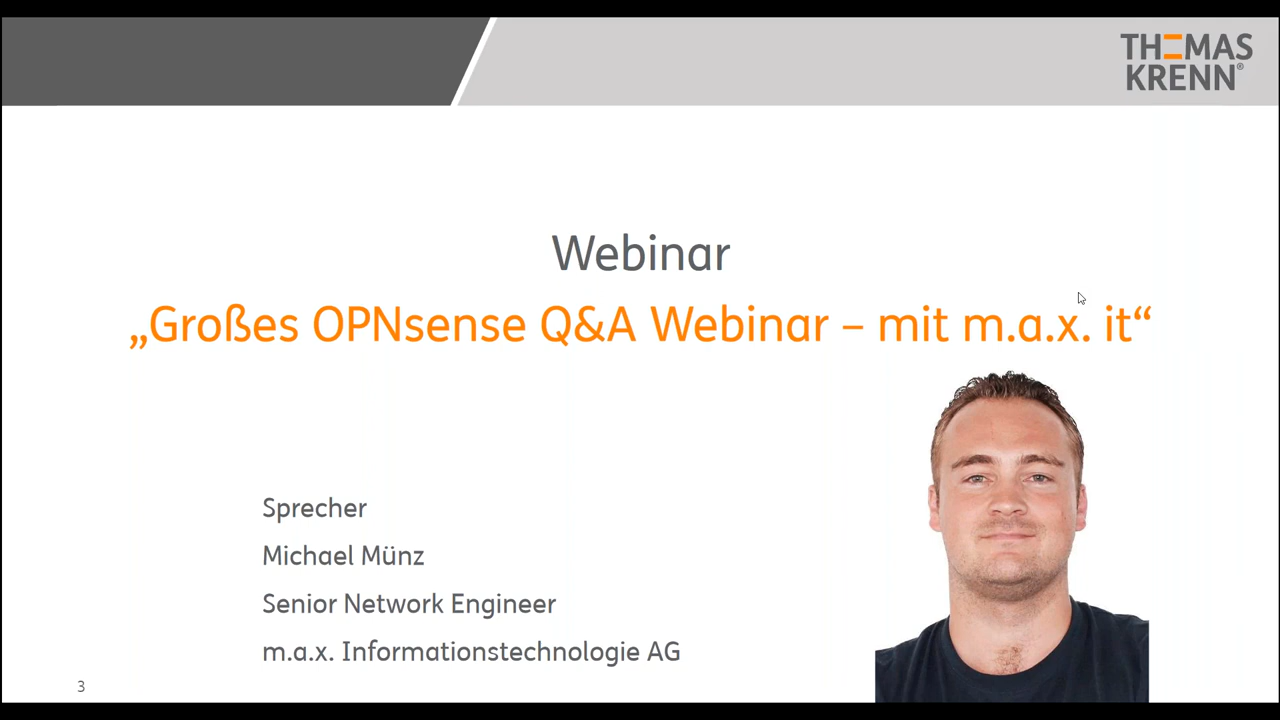 THOMAS
KRENN®
Webinar
„Großes OPNsense Q&A Webinar – mit m.a.x. it“
Sprecher
Michael Münz
Senior Network Engineer
m.a.x. Informationstechnologie AG
3